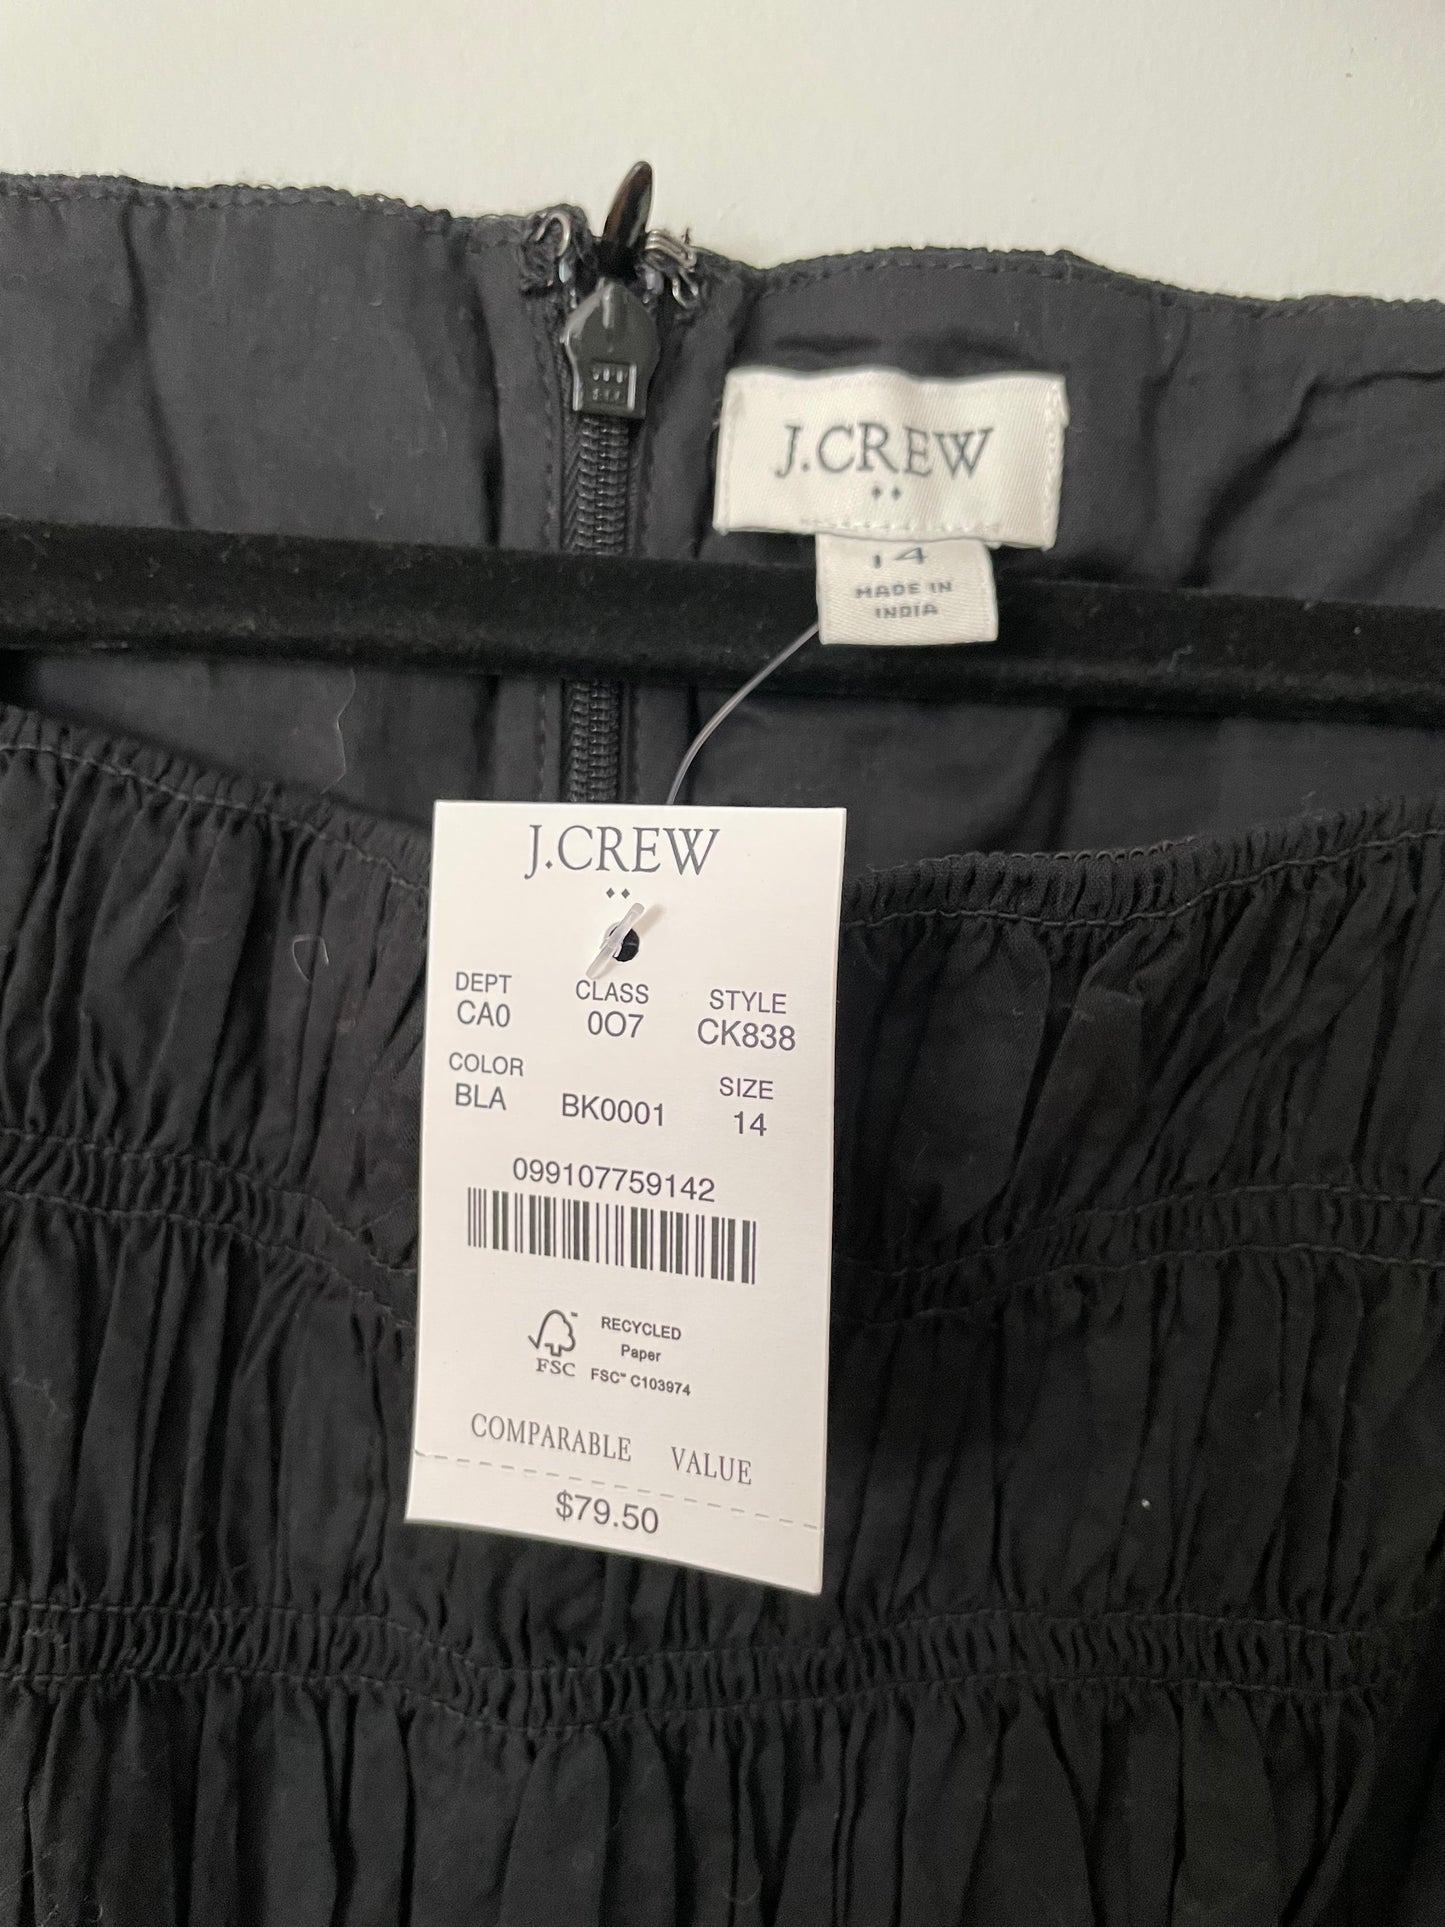 J.CREW
14
MADE IN
INDIA
J.CREW
DEPT CLASS STYLE
CA0 0O7 CK838
COLOR SIZE
BLA BK0001 14
099107759142
RECYCLED
Paper
FSC FSC™ C103974
COMPARABLE VALUE
$79.50